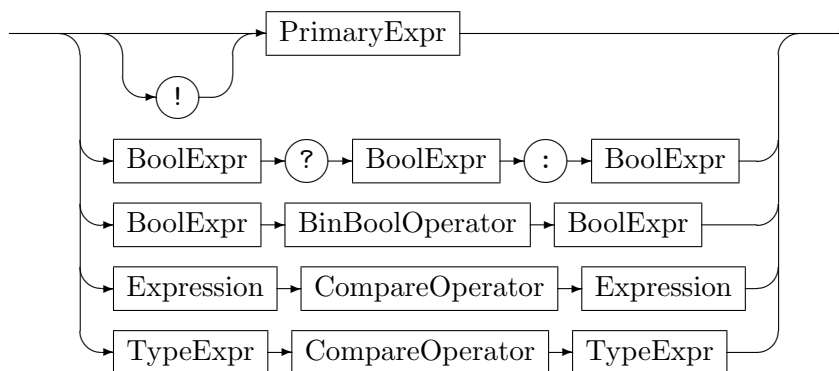 PrimaryExpr
!
BoolExpr ? BoolExpr : BoolExpr
BoolExpr BinBoolOperator BoolExpr
Expression CompareOperator Expression
TypeExpr CompareOperator TypeExpr